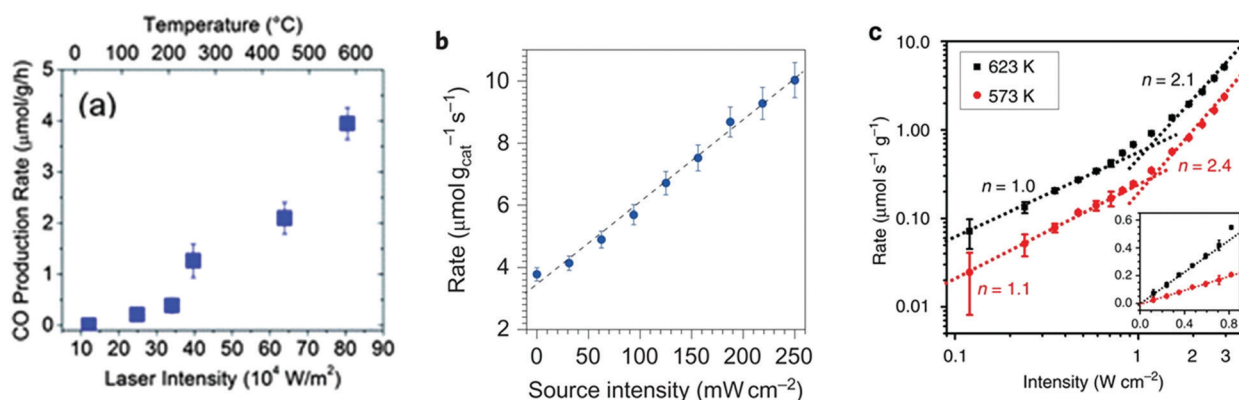 Temperature (°C)
0 100 200 300 400 500 600
(a)
CO Production Rate (μmol/g/h)
5
4
3
2
1
0
10 20 30 40 50 60 70 80 90
Laser Intensity (10⁴ W/m²)
b
Rate (μmol g_cat⁻¹ s⁻¹)
10
8
6
4
2
0 50 100 150 200 250
Source intensity (mW cm⁻²)
c
Rate (μmol s⁻¹ g⁻¹)
10.0
1.00
0.10
0.01
623 K
573 K
n = 2.1
n = 1.0
n = 2.4
n = 1.1
0.6
0.4
0.2
0.0
0.0 0.4 0.8
0.1 1 2 3
Intensity (W cm⁻²)